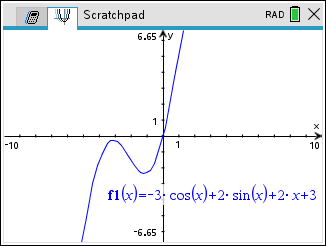 Scratchpad
RAD
6.65 y
1
x
-10 1 10
f1(x)=-3·cos(x)+2·sin(x)+2·x+3
-6.65